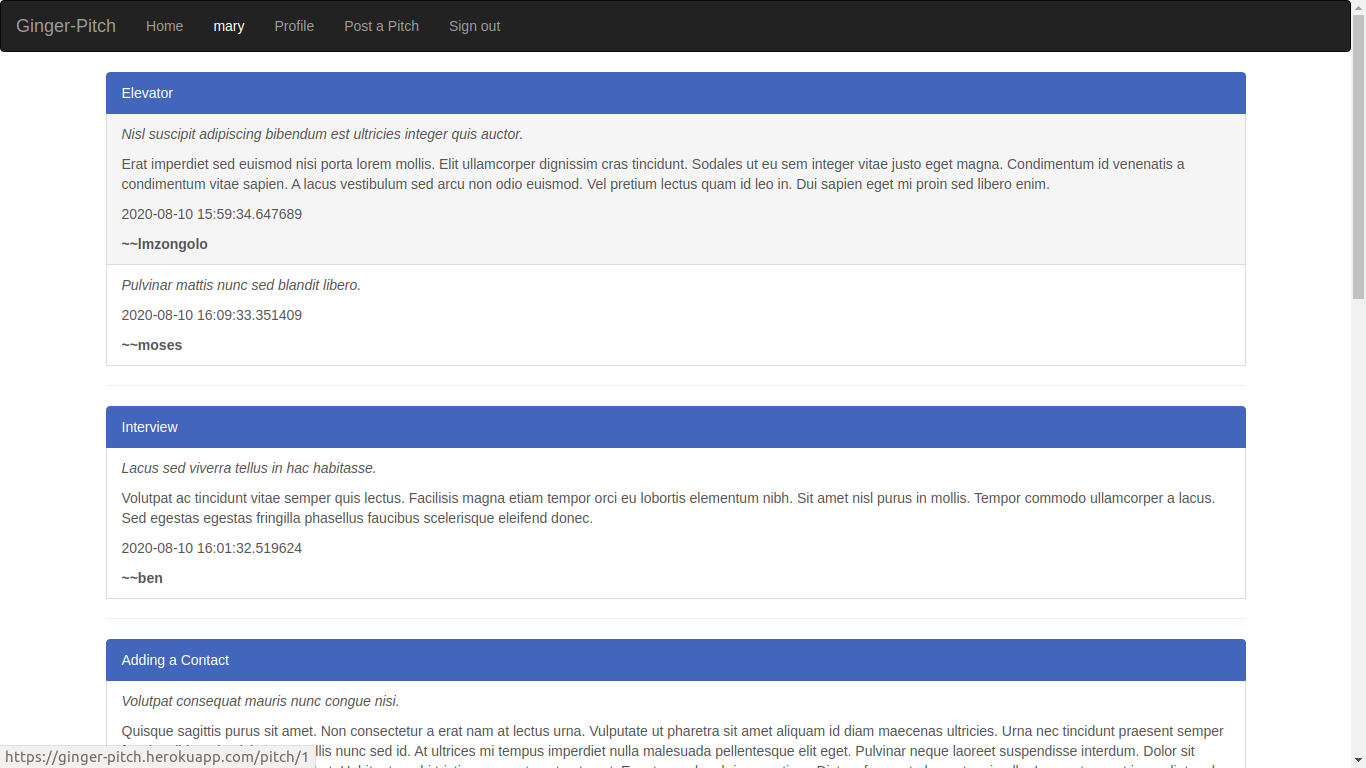 Ginger-Pitch Home mary Profile Post a Pitch Sign out
Elevator
Nisl suscipit adipiscing bibendum est ultricies integer quis auctor.
Erat imperdiet sed euismod nisi porta lorem mollis. Elit ullamcorper dignissim cras tincidunt. Sodales ut eu sem integer vitae justo eget magna. Condimentum id venenatis a
condimentum vitae sapien. A lacus vestibulum sed arcu non odio euismod. Vel pretium lectus quam id leo in. Dui sapien eget mi proin sed libero enim.
2020-08-10 15:59:34.647689
~~lmzongolo
Pulvinar mattis nunc sed blandit libero.
2020-08-10 16:09:33.351409
~~moses
Interview
Lacus sed viverra tellus in hac habitasse.
Volutpat ac tincidunt vitae semper quis lectus. Facilisis magna etiam tempor orci eu lobortis elementum nibh. Sit amet nisl purus in mollis. Tempor commodo ullamcorper a lacus.
Sed egestas egestas fringilla phasellus faucibus scelerisque eleifend donec.
2020-08-10 16:01:32.519624
~~ben
Adding a Contact
Volutpat consequat mauris nunc congue nisi.
Quisque sagittis purus sit amet. Non consectetur a erat nam at lectus urna. Vulputate ut pharetra sit amet aliquam id diam maecenas ultricies. Urna nec tincidunt praesent semper
nunc sed id. At ultrices mi tempus imperdiet nulla malesuada pellentesque elit eget. Pulvinar neque laoreet suspendisse interdum. Dolor sit
https://ginger-pitch.herokuapp.com/pitch/1